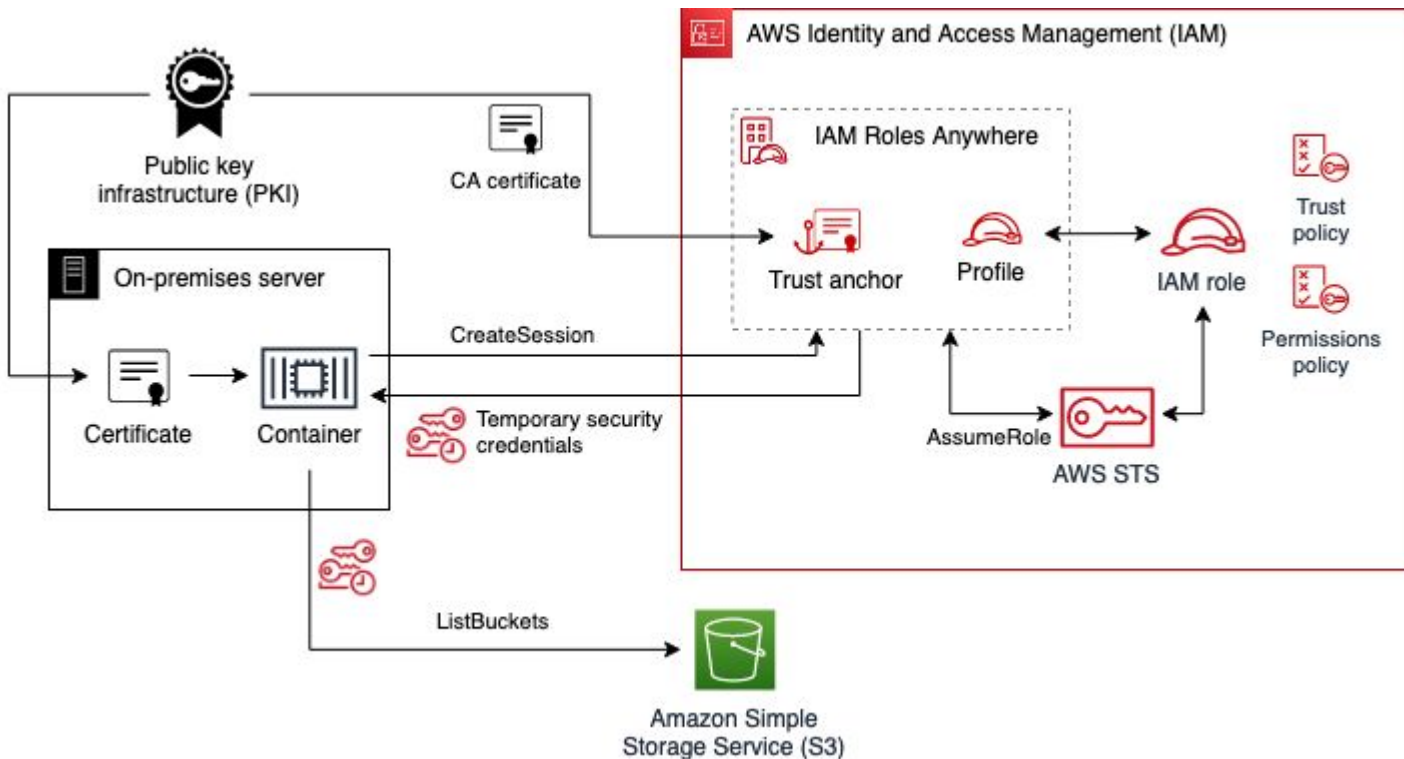 AWS Identity and Access Management (IAM)
Public key
infrastructure (PKI)
CA certificate
IAM Roles Anywhere
Trust anchor
Profile
IAM role
Trust
policy
Permissions
policy
On-premises server
Certificate
Container
CreateSession
Temporary security
credentials
AssumeRole
AWS STS
ListBuckets
Amazon Simple
Storage Service (S3)